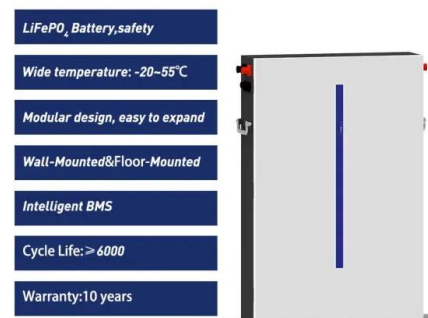 LiFePO₄ Battery,safety
Wide temperature: -20~55℃
Modular design, easy to expand
Wall-Mounted&Floor-Mounted
Intelligent BMS
Cycle Life:≥6000
Warranty:10 years